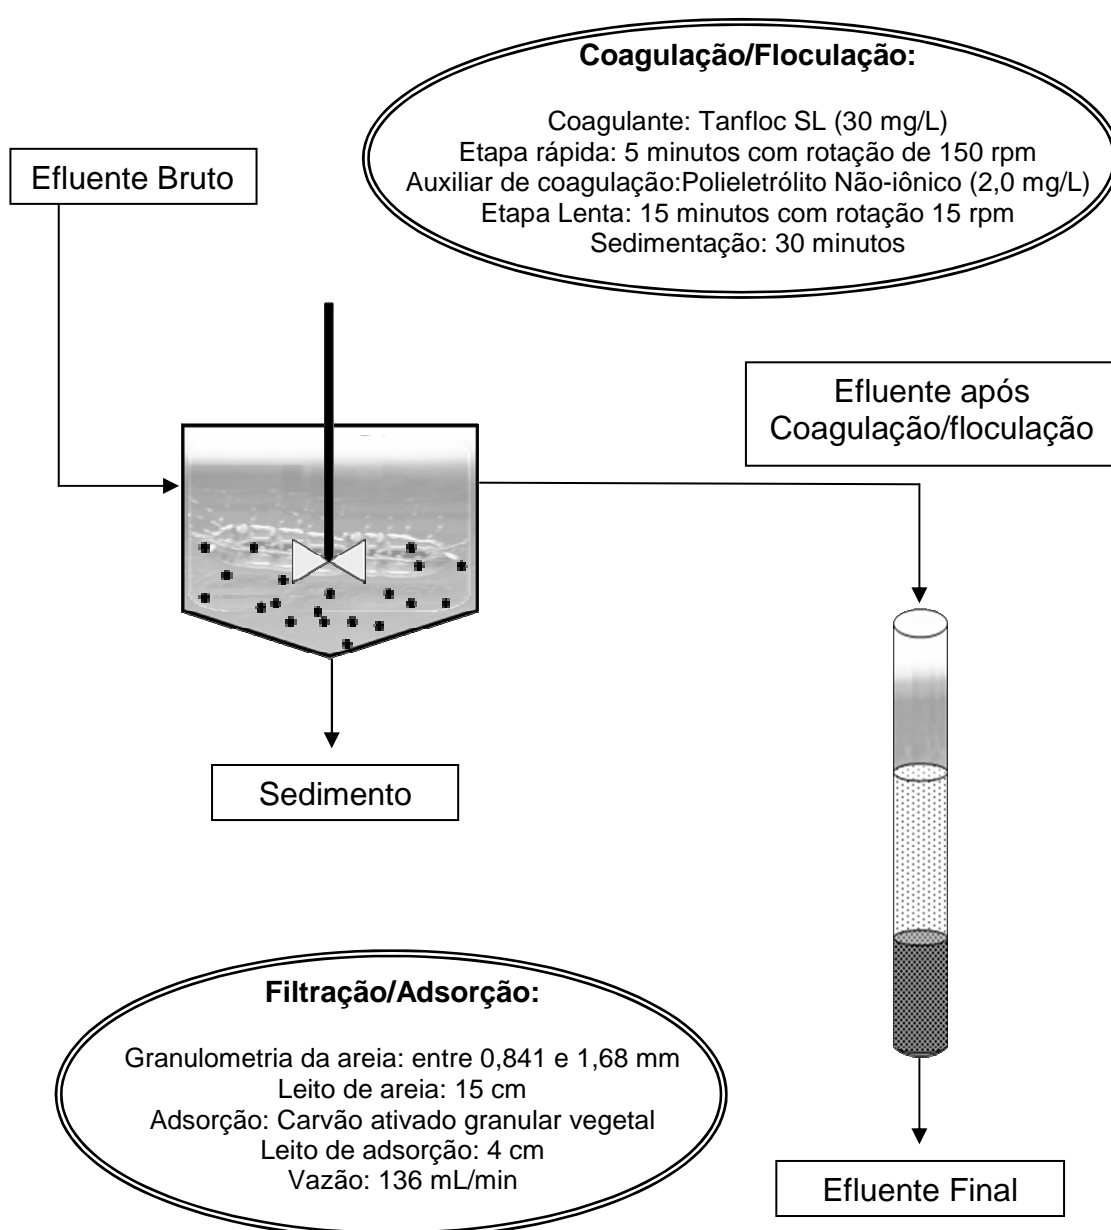 Coagulação/Floculação:
Coagulante: Tanfloc SL (30 mg/L)
Etapa rápida: 5 minutos com rotação de 150 rpm
Auxiliar de coagulação:Polieletrólito Não-iônico (2,0 mg/L)
Etapa Lenta: 15 minutos com rotação 15 rpm
Sedimentação: 30 minutos
Efluente Bruto
Efluente após
Coagulação/floculação
Sedimento
Filtração/Adsorção:
Granulometria da areia: entre 0,841 e 1,68 mm
Leito de areia: 15 cm
Adsorção: Carvão ativado granular vegetal
Leito de adsorção: 4 cm
Vazão: 136 mL/min
Efluente Final